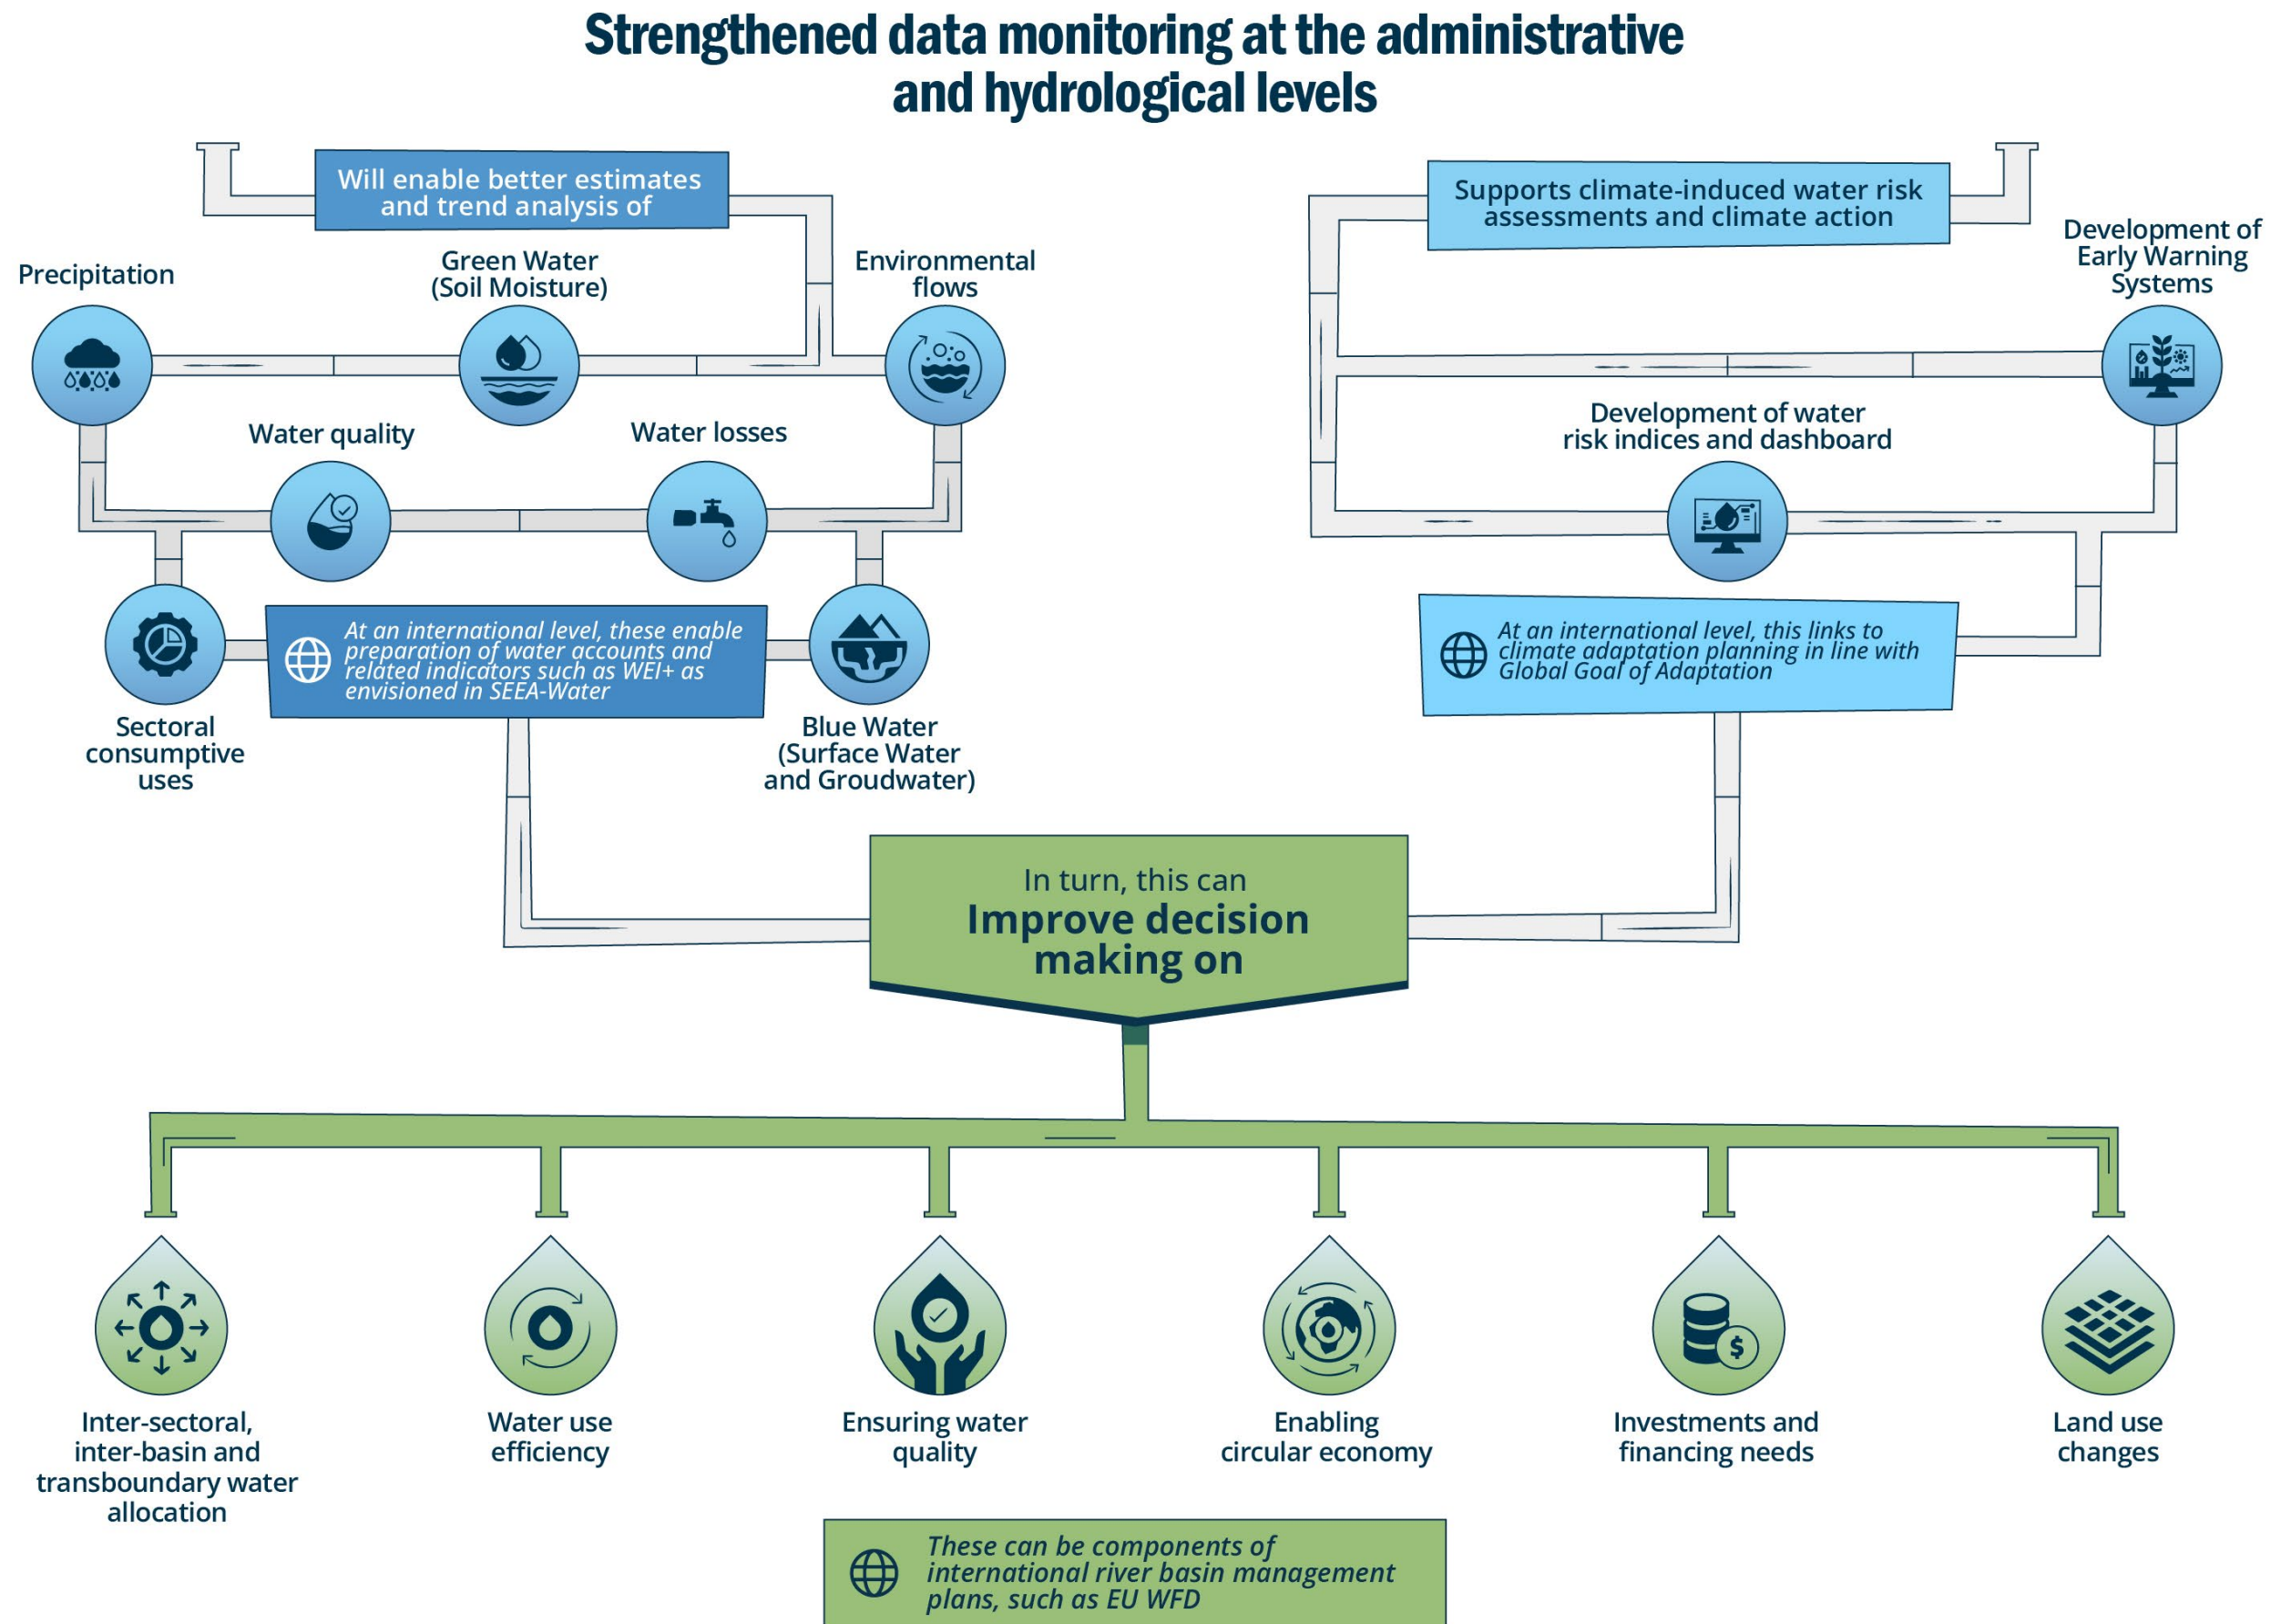 Strengthened data monitoring at the administrative
and hydrological levels
Will enable better estimates
and trend analysis of
Precipitation
Green Water
(Soil Moisture)
Environmental
flows
Water quality
Water losses
Sectoral
consumptive
uses
At an international level, these enable
preparation of water accounts and
related indicators such as WEI+ as
envisioned in SEEA-Water
Blue Water
(Surface Water
and Groudwater)
Supports climate-induced water risk
assessments and climate action
Development of
Early Warning
Systems
Development of water
risk indices and dashboard
At an international level, this links to
climate adaptation planning in line with
Global Goal of Adaptation
In turn, this can
Improve decision
making on
Inter-sectoral,
inter-basin and
transboundary water
allocation
Water use
efficiency
Ensuring water
quality
Enabling
circular economy
$
Investments and
financing needs
Land use
changes
These can be components of
international river basin management
plans, such as EU WFD